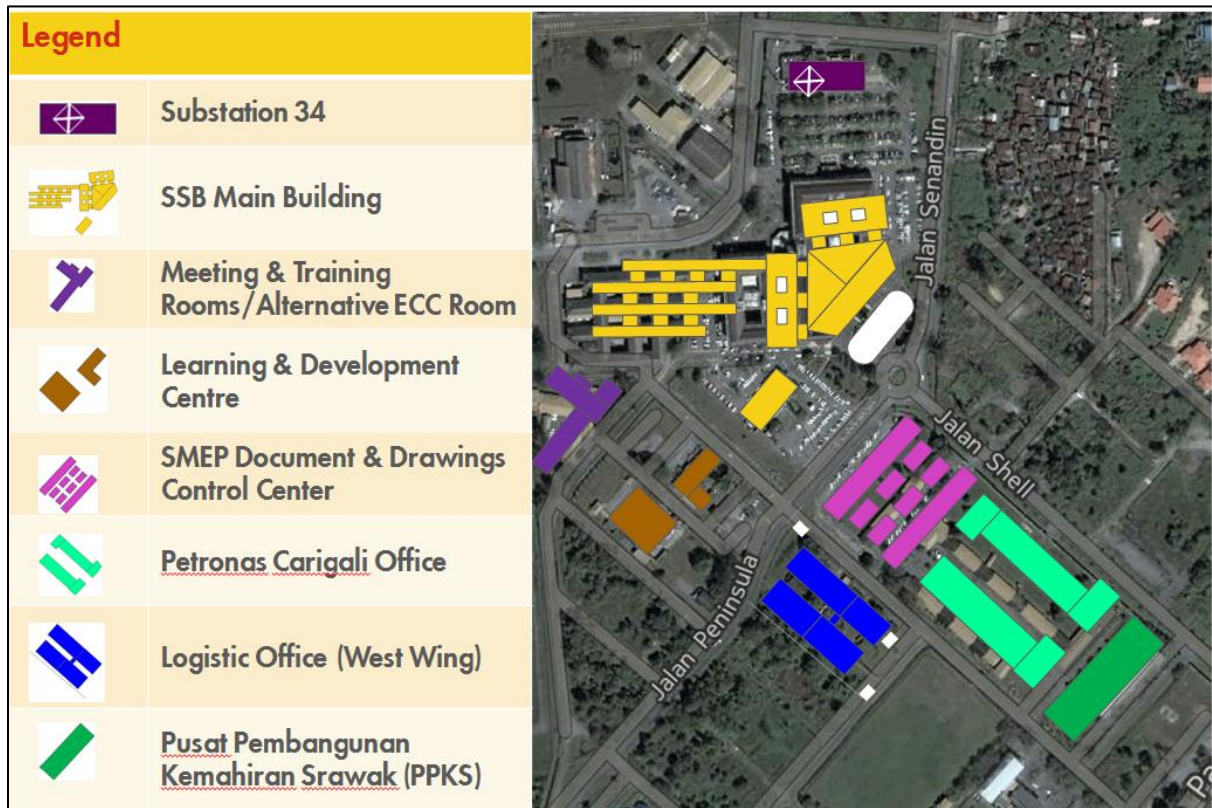 Legend
Substation 34
SSB Main Building
Meeting & Training
Rooms/Alternative ECC Room
Learning & Development
Centre
SMEP Document & Drawings
Control Center
Petronas Carigali Office
Logistic Office (West Wing)
Pusat Pembangunan
Kemahiran Srawak (PPKS)
Jalan Senandin
Jalan Shell
Jalan Peninsula
Pa